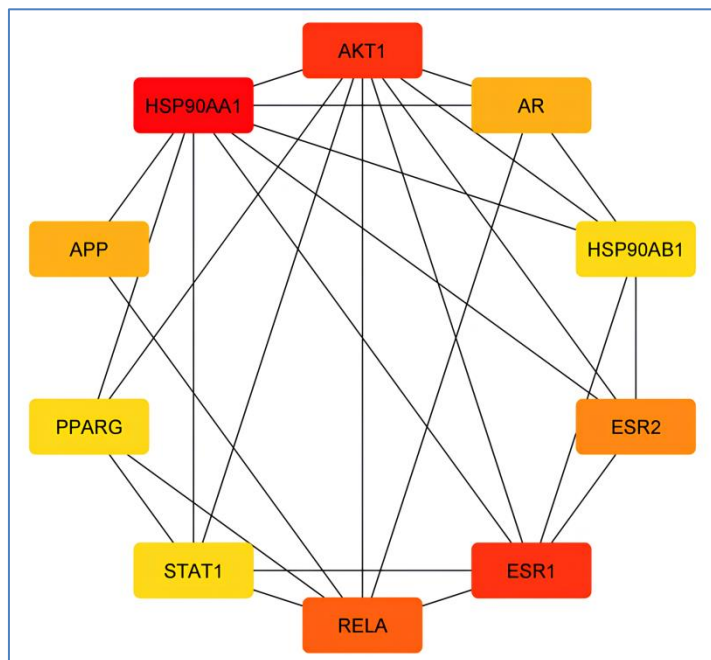 AKT1
HSP90AA1
AR
APP
HSP90AB1
PPARG
ESR2
STAT1
ESR1
RELA